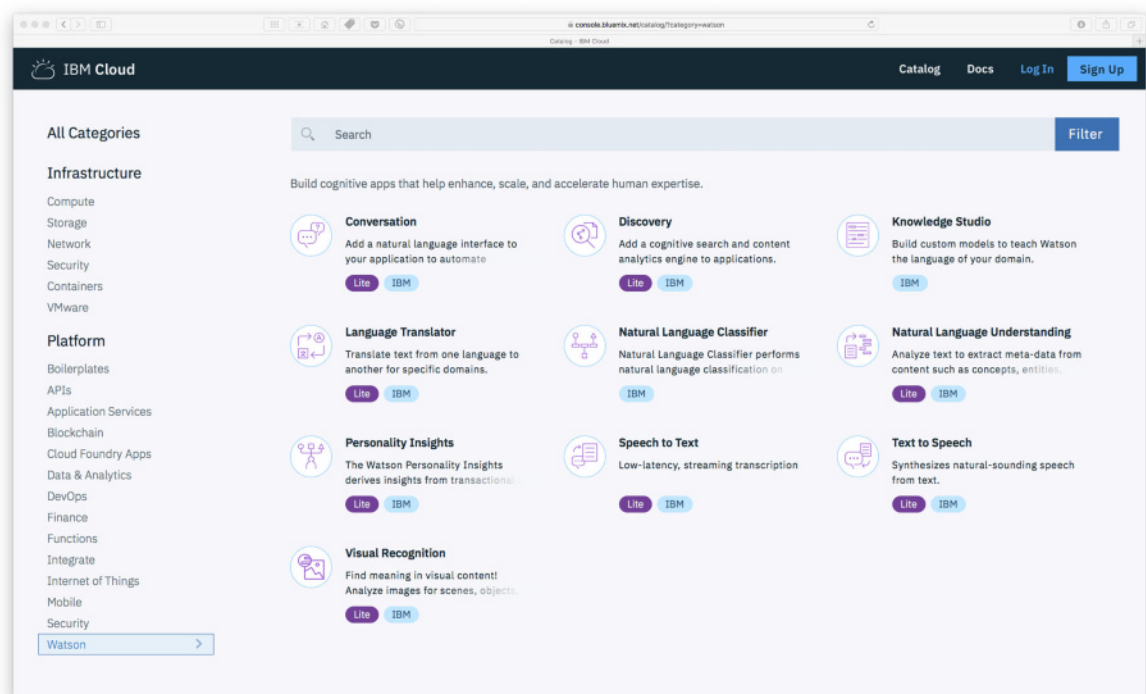 console.bluemix.net/catalog/?category=watson
Catalog - IBM Cloud
IBM Cloud
Catalog
Docs
Log In
Sign Up
All Categories
Infrastructure
Compute
Storage
Network
Security
Containers
VMware
Platform
Boilerplates
APIs
Application Services
Blockchain
Cloud Foundry Apps
Data & Analytics
DevOps
Finance
Functions
Integrate
Internet of Things
Mobile
Security
Watson
Search
Filter
Build cognitive apps that help enhance, scale, and accelerate human expertise.
Conversation
Add a natural language interface to
your application to automate
Lite IBM
Discovery
Add a cognitive search and content
analytics engine to applications.
Lite IBM
Knowledge Studio
Build custom models to teach Watson
the language of your domain.
IBM
Language Translator
Translate text from one language to
another for specific domains.
Lite IBM
Natural Language Classifier
Natural Language Classifier performs
natural language classification on
IBM
Natural Language Understanding
Analyze text to extract meta-data from
content such as concepts, entities,
Lite IBM
Personality Insights
The Watson Personality Insights
derives insights from transactional
Lite IBM
Speech to Text
Low-latency, streaming transcription
Lite IBM
Text to Speech
Synthesizes natural-sounding speech
from text.
Lite IBM
Visual Recognition
Find meaning in visual content!
Analyze images for scenes, objects,
Lite IBM